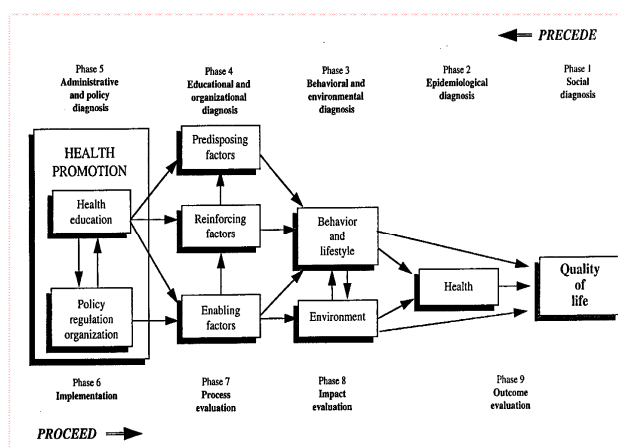 PRECEDE
Phase 5
Administrative
and policy
diagnosis
Phase 4
Educational and
organizational
diagnosis
Phase 3
Behavioral and
environmental
diagnosis
Phase 2
Epidemiological
diagnosis
Phase 1
Social
diagnosis
HEALTH
PROMOTION
Health
education
Policy
regulation
organization
Predisposing
factors
Reinforcing
factors
Enabling
factors
Behavior
and
lifestyle
Environment
Health
Quality
of
life
Phase 6
Implementation
Phase 7
Process
evaluation
Phase 8
Impact
evaluation
Phase 9
Outcome
evaluation
PROCEED